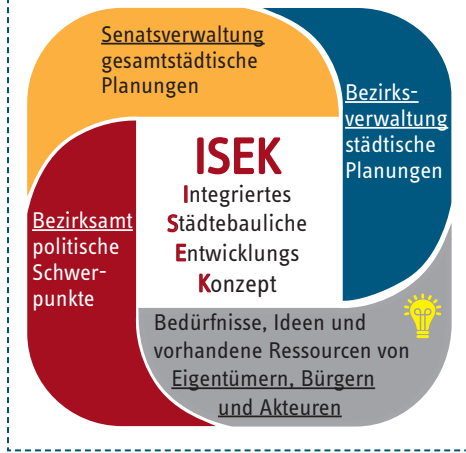 Senatsverwaltung
gesamtstädtische
Planungen
Bezirks-
verwaltung
städtische
Planungen
ISEK
Integriertes
Städtebauliche
Entwicklungs
Konzept
Bezirksamt
politische
Schwer-
punkte
Bedürfnisse, Ideen und
vorhandene Ressourcen von
Eigentümern, Bürgern
und Akteuren